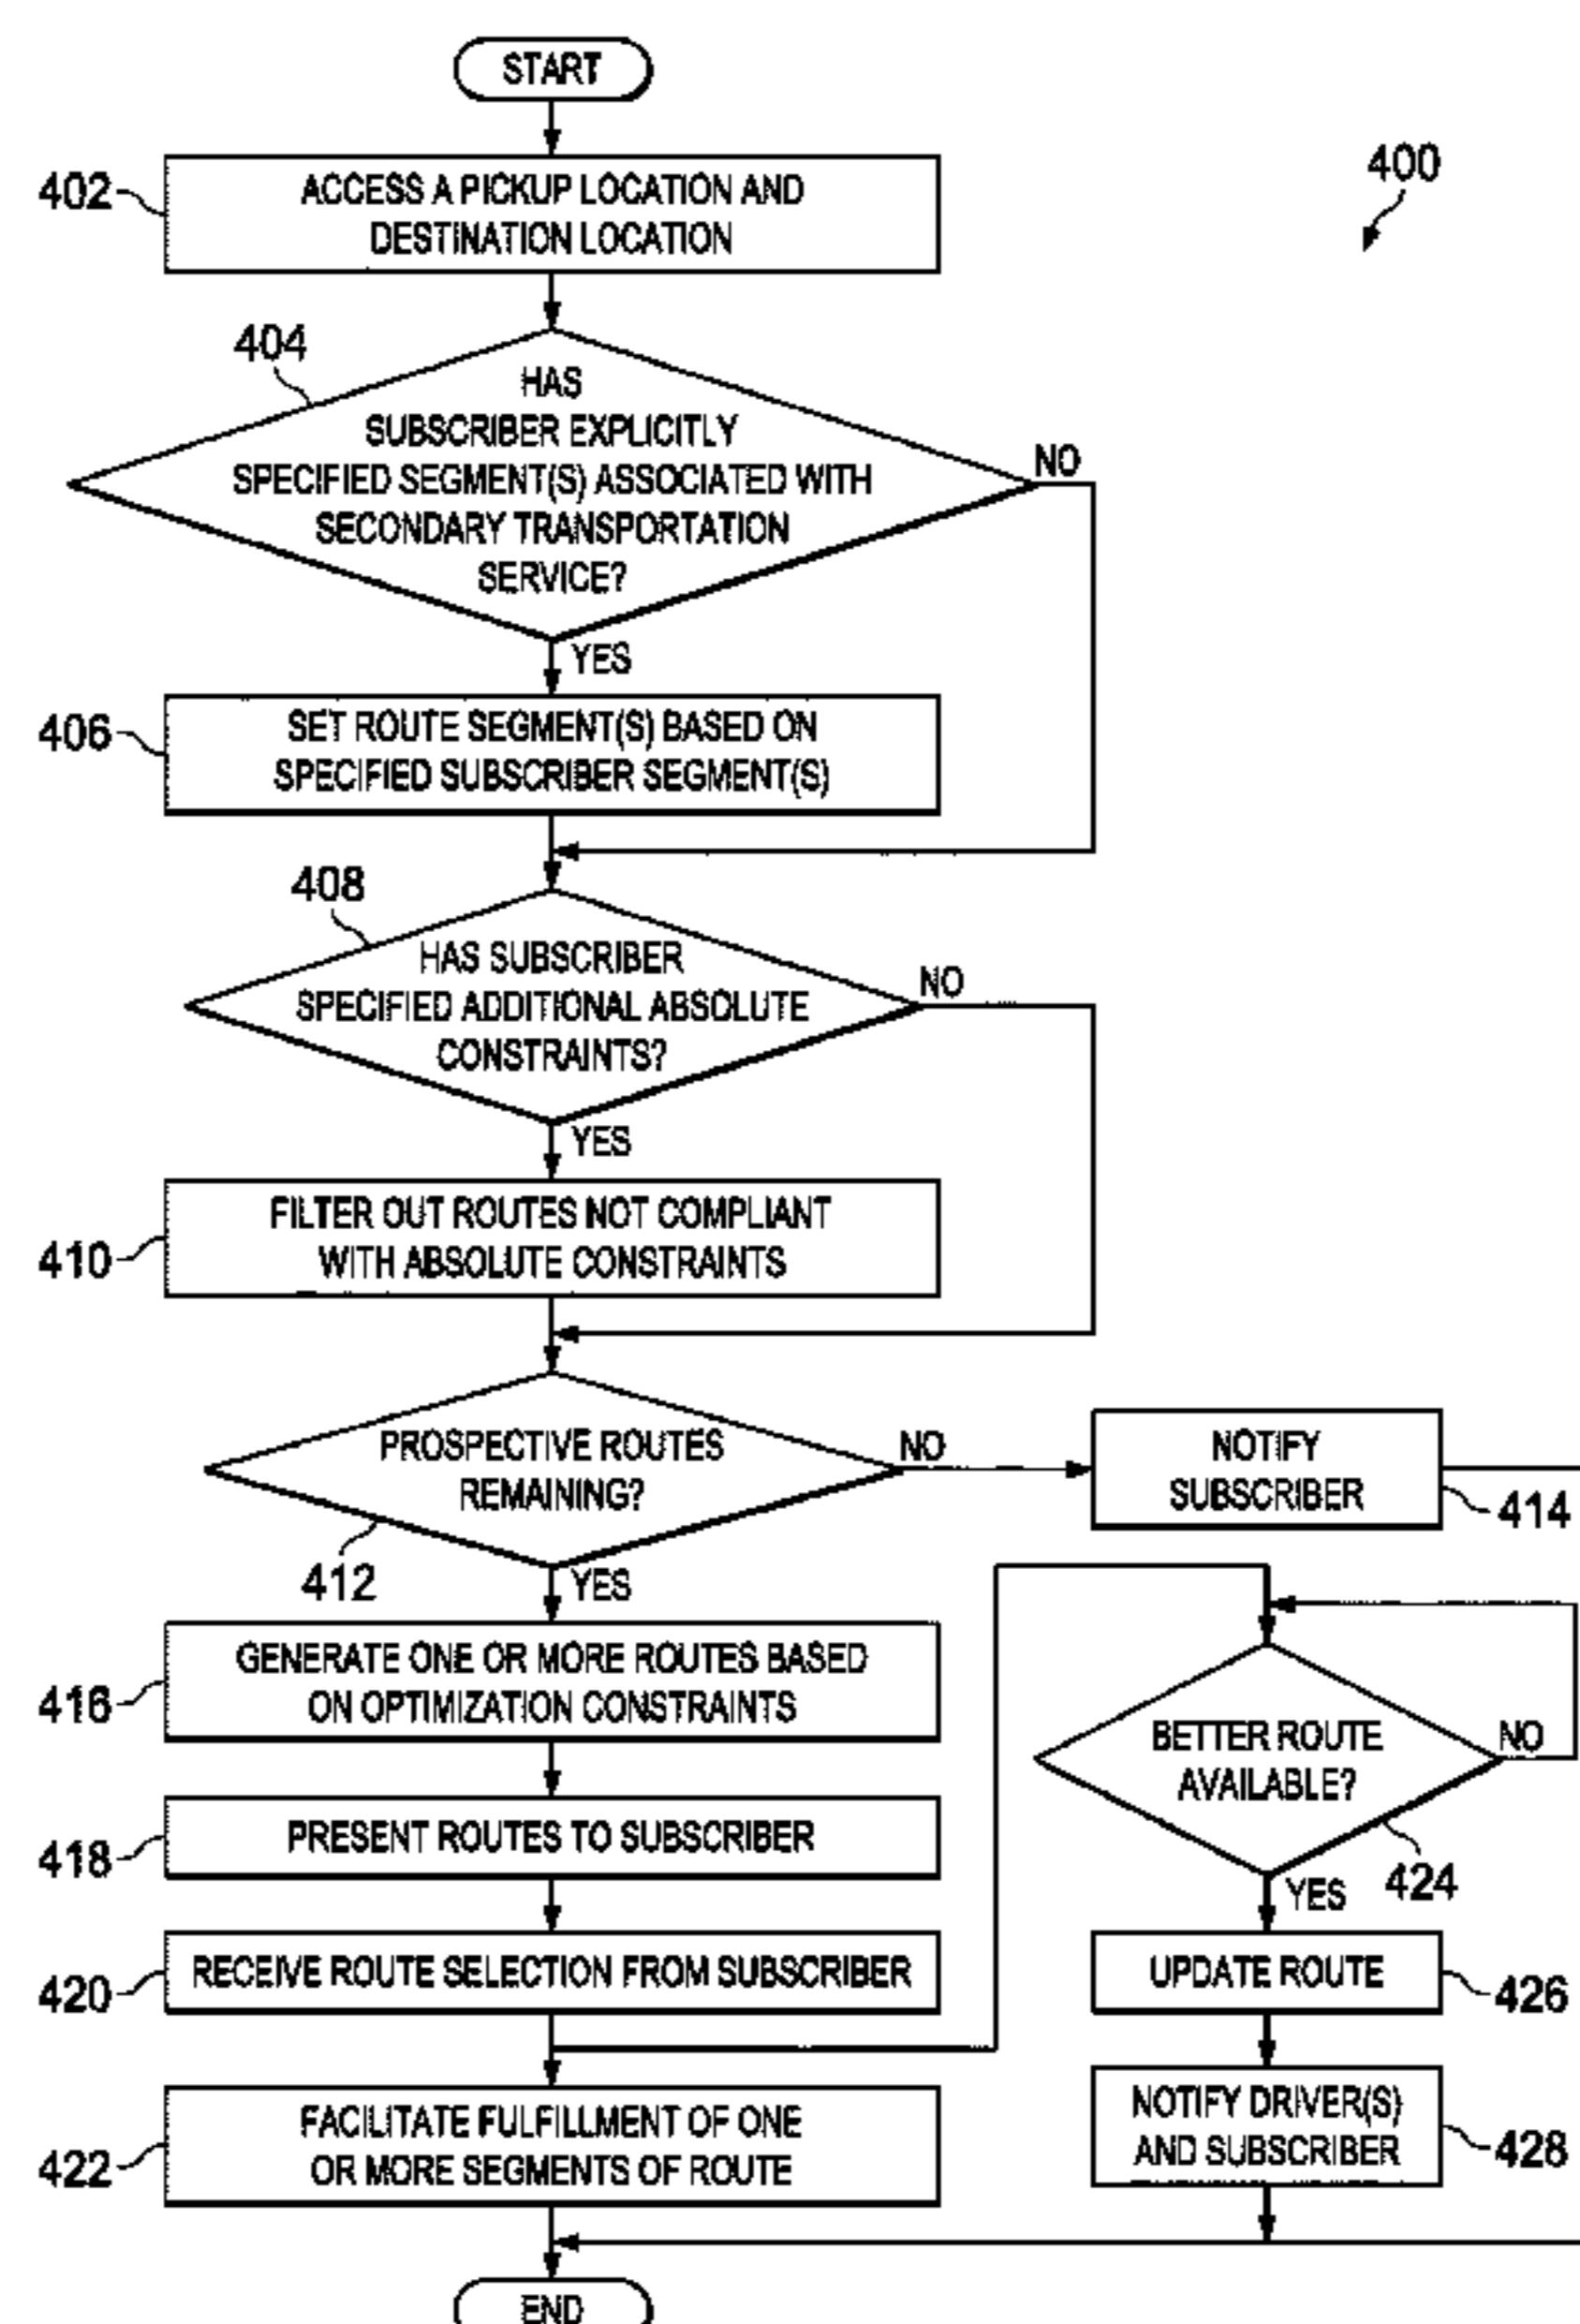 START
400
402
ACCESS A PICKUP LOCATION AND
DESTINATION LOCATION
404
HAS
SUBSCRIBER EXPLICITLY
SPECIFIED SEGMENT(S) ASSOCIATED WITH
SECONDARY TRANSPORTATION
SERVICE?
NO
YES
406
SET ROUTE SEGMENT(S) BASED ON
SPECIFIED SUBSCRIBER SEGMENT(S)
408
HAS SUBSCRIBER
SPECIFIED ADDITIONAL ABSOLUTE
CONSTRAINTS?
NO
YES
410
FILTER OUT ROUTES NOT COMPLIANT
WITH ABSOLUTE CONSTRAINTS
PROSPECTIVE ROUTES
REMAINING?
412
NO
YES
NOTIFY
SUBSCRIBER
414
416
GENERATE ONE OR MORE ROUTES BASED
ON OPTIMIZATION CONSTRAINTS
418
PRESENT ROUTES TO SUBSCRIBER
420
RECEIVE ROUTE SELECTION FROM SUBSCRIBER
422
FACILITATE FULFILLMENT OF ONE
OR MORE SEGMENTS OF ROUTE
BETTER ROUTE
AVAILABLE?
NO
424
YES
UPDATE ROUTE
426
NOTIFY DRIVER(S)
AND SUBSCRIBER
428
END